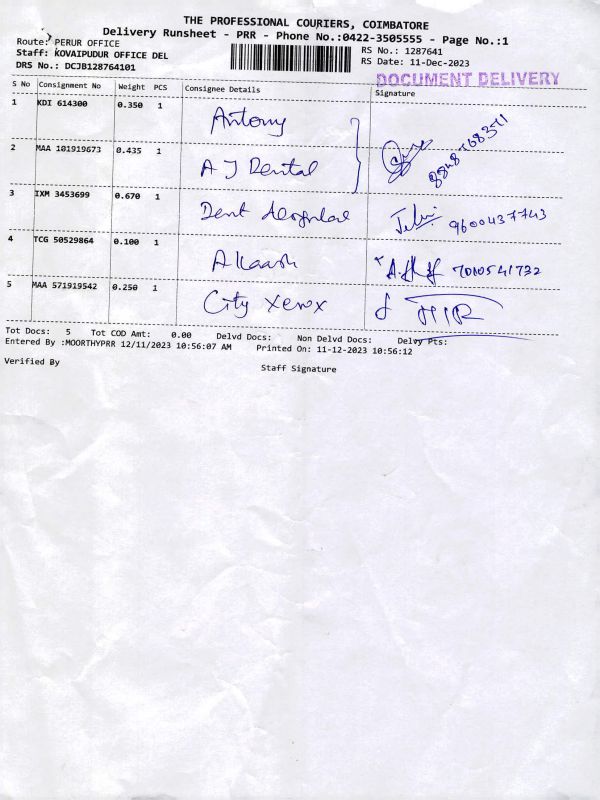 THE PROFESSIONAL COURIERS, COIMBATORE
Delivery Runsheet - PRR - Phone No.:0422-3505555 - Page No.:1
Route: PERUR OFFICE
RS No.: 1287641
Staff: KOVAIPUDUR OFFICE DEL
RS Date: 11-Dec-2023
DRS No.: DCJB128764101
DOCUMENT DELIVERY
S No Consignment No Weight PCS Consignee Details Signature
1 KDI 614300 0.350 1 Antony
2 MAA 101919673 0.435 1 A J Dental
3 IXM 3453699 0.670 1 Dent 9600437743
4 TCG 50529864 0.100 1 Akaash 7010541732
5 MAA 571919542 0.250 1 City Xerox
Tot Docs: 5 Tot COD Amt: 0.00 Delvd Docs: Non Delvd Docs: Delvy Pts:
Entered By :MOORTHYPRR 12/11/2023 10:56:07 AM Printed On: 11-12-2023 10:56:12
Verified By
Staff Signature